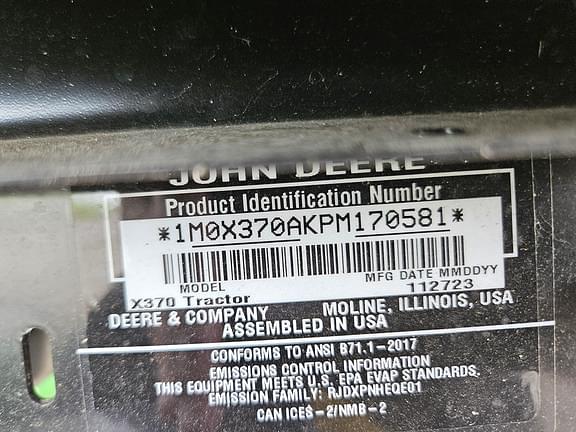 JOHN DEERE
Product Identification Number
*1M0X370AKPM170581*
MODEL MFG DATE MMDDYY
X370 Tractor 112723
DEERE & COMPANY MOLINE, ILLINOIS, USA
ASSEMBLED IN USA
CONFORMS TO ANSI B71.1-2017
EMISSIONS CONTROL INFORMATION
THIS EQUIPMENT MEETS U.S. EPA EVAP STANDARDS.
EMISSION FAMILY: RJDXPNHEQE01
CAN ICES-2/NMB-2